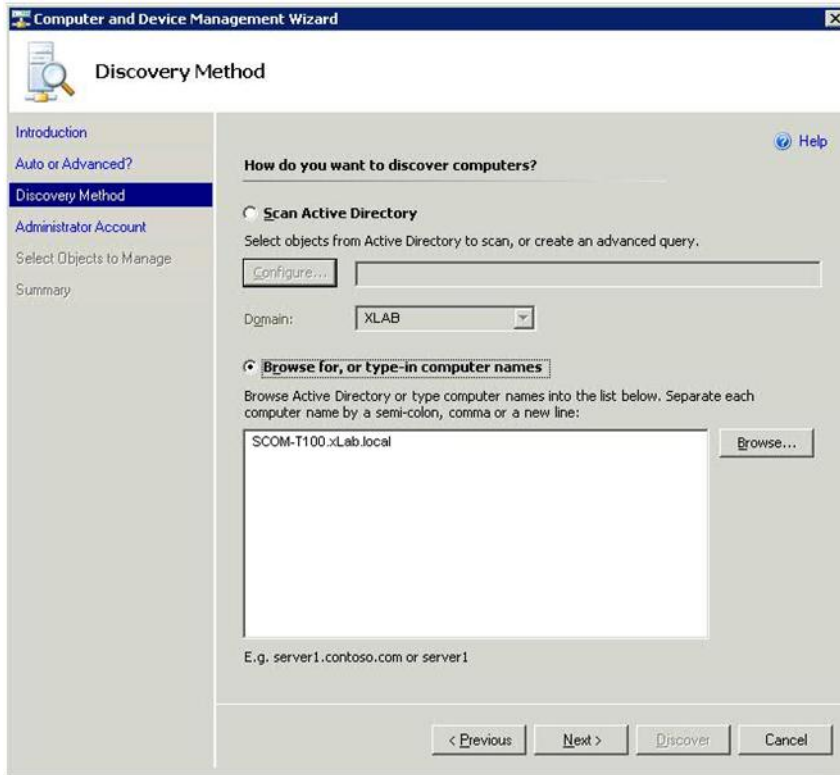 Computer and Device Management Wizard
Discovery Method
Introduction
Auto or Advanced?
Discovery Method
Administrator Account
Select Objects to Manage
Summary
Help
How do you want to discover computers?
Scan Active Directory
Select objects from Active Directory to scan, or create an advanced query.
Configure...
Domain:
XLAB
Browse for, or type-in computer names
Browse Active Directory or type computer names into the list below. Separate each
computer name by a semi-colon, comma or a new line:
SCOM-T100.xLab.local
Browse...
E.g. server1.contoso.com or server1
< Previous
Next >
Discover
Cancel